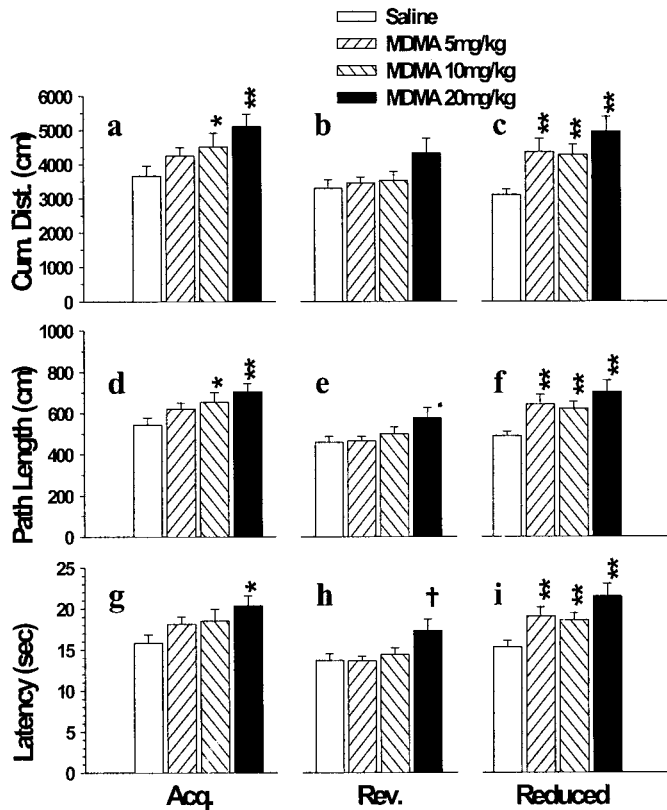 Saline
MDMA 5mg/kg
MDMA 10mg/kg
MDMA 20mg/kg
Cum. Dist. (cm)
6000
5000
4000
3000
2000
1000
0
a
*
**
b
c
**
**
**
Path Length (cm)
1000
800
600
400
200
0
d
*
**
e
f
**
**
**
Latency (sec)
25
20
15
10
5
0
g
*
h
†
i
**
**
**
Acq.
Rev.
Reduced